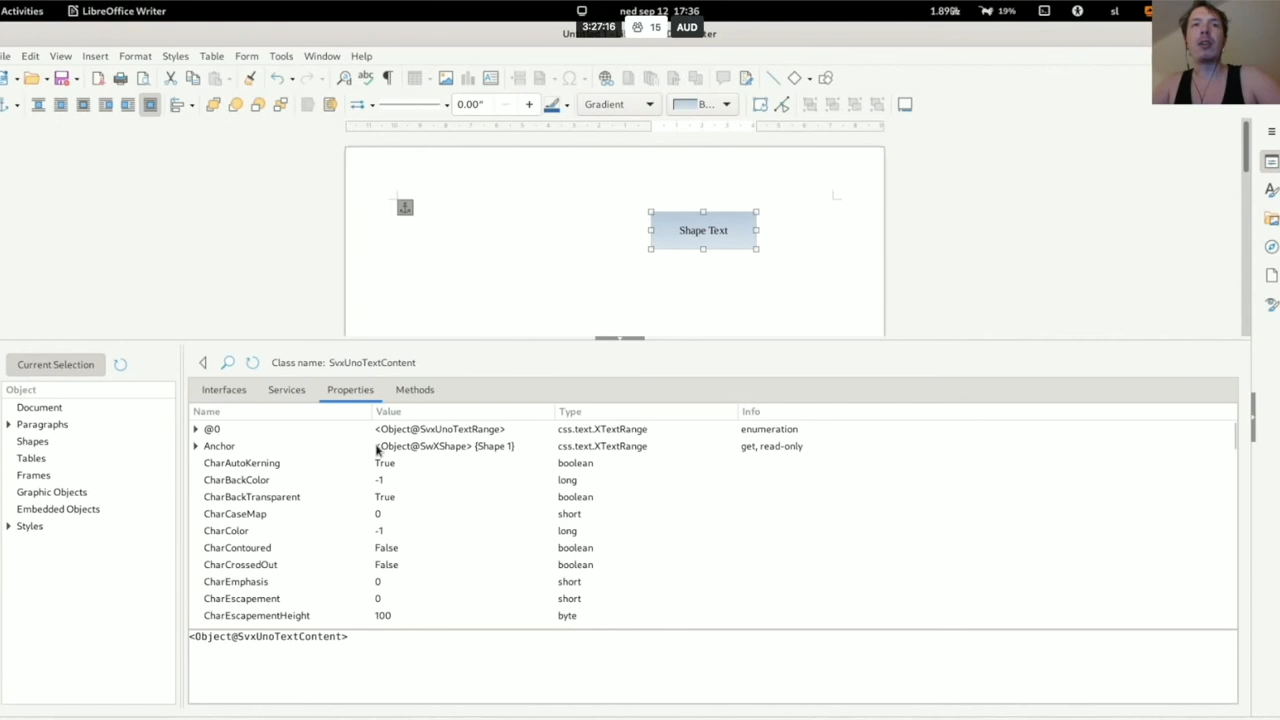 Activities LibreOffice Writer ned sep 12 17:36 1.89% 19% sl
3:27:16 15 AUD
ile Edit View Insert Format Styles Table Form Tools Window Help
0.00" Gradient B...
Shape Text
Current Selection Class name: SvxUnoTextContent
Object Interfaces Services Properties Methods
Name Value Type Info
Document
Paragraphs
Shapes
Tables
Frames
Graphic Objects
Embedded Objects
Styles
@0 <Object@SvxUnoTextRange> css.text.XTextRange enumeration
Anchor <Object@SwXShape> {Shape 1} css.text.XTextRange get, read-only
CharAutoKerning True boolean
CharBackColor -1 long
CharBackTransparent True boolean
CharCaseMap 0 short
CharColor -1 long
CharContoured False boolean
CharCrossedOut False boolean
CharEmphasis 0 short
CharEscapement 0 short
CharEscapementHeight 100 byte
<Object@SvxUnoTextContent>